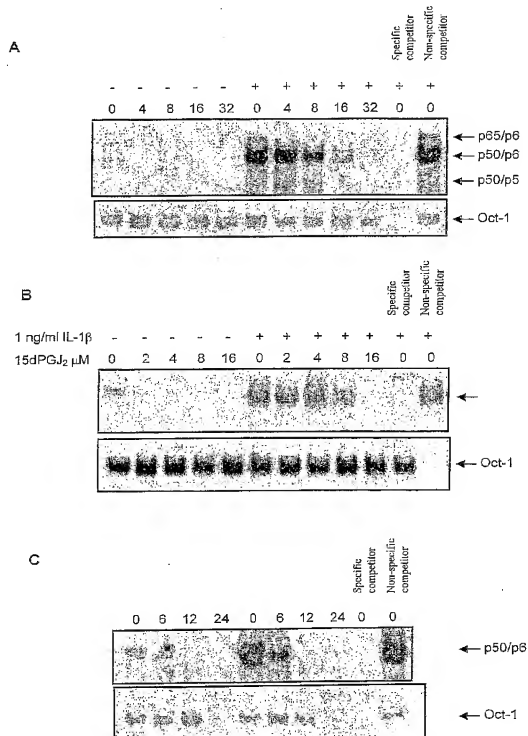 A
Specific competitor
Non-specific competitor
- - - - - + + + + + + +
0 4 8 16 32 0 4 8 16 32 0 0
p65/p6
p50/p6
p50/p5
Oct-1
B
Specific competitor
Non-specific competitor
1 ng/ml IL-1β - - - - - + + + + + + +
15dPGJ₂ μM 0 2 4 8 16 0 2 4 8 16 0 0
Oct-1
C
Specific competitor
Non-specific competitor
0 6 12 24 0 6 12 24 0 0
p50/p6
Oct-1